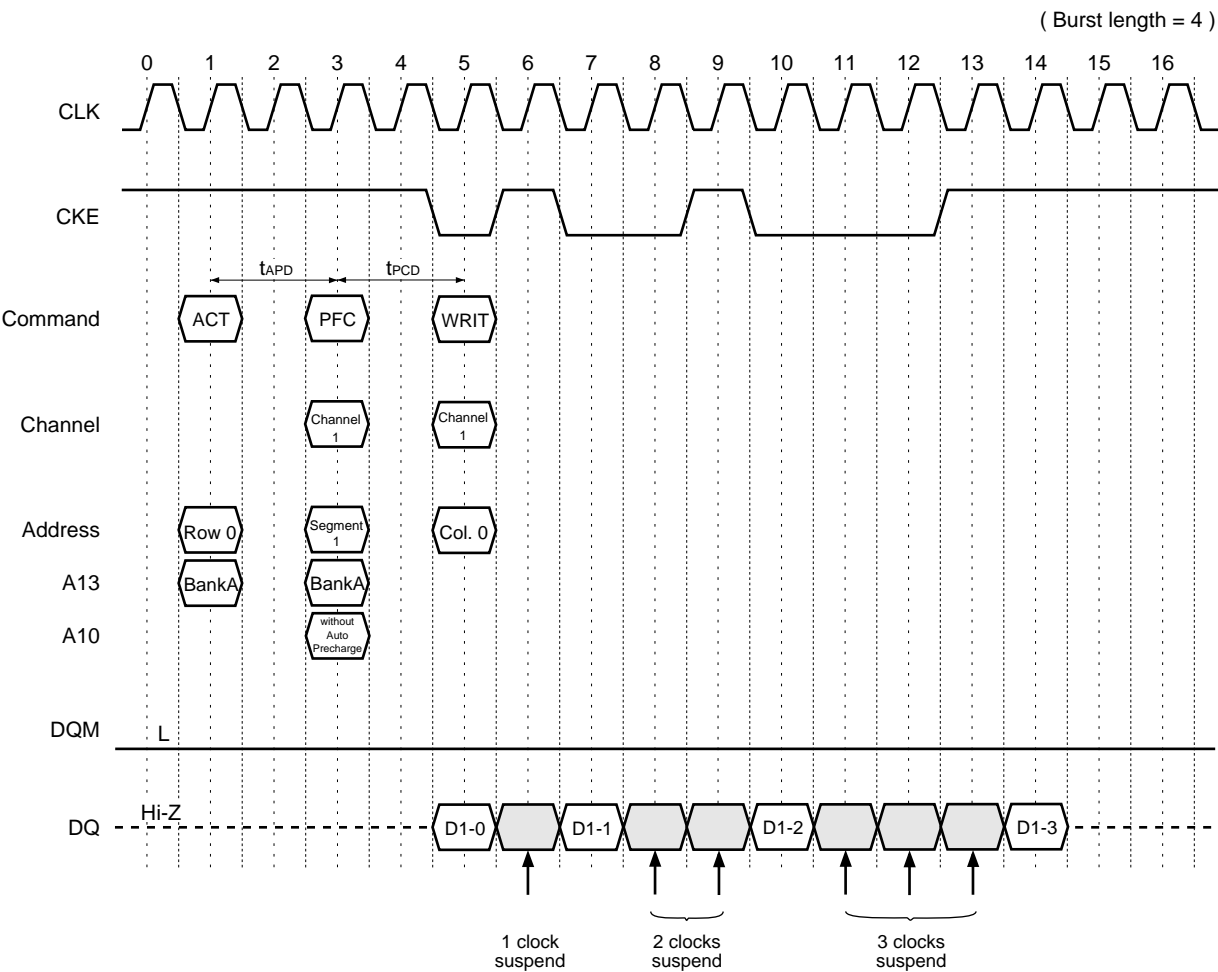 ( Burst length = 4 )
0 1 2 3 4 5 6 7 8 9 10 11 12 13 14 15 16
CLK
CKE
tAPD tPCD
Command ACT PFC WRIT
Channel Channel 1 Channel 1
Address Row 0 Segment 1 Col. 0
A13 BankA BankA
A10 without Auto Precharge
DQM L
Hi-Z
DQ D1-0 D1-1 D1-2 D1-3
1 clock suspend
2 clocks suspend
3 clocks suspend